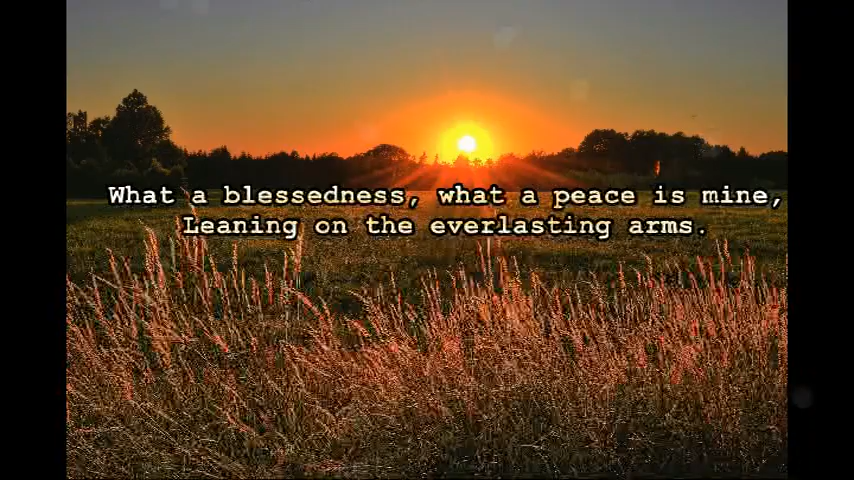 What a blessedness, what a peace is mine,
Leaning on the everlasting arms.